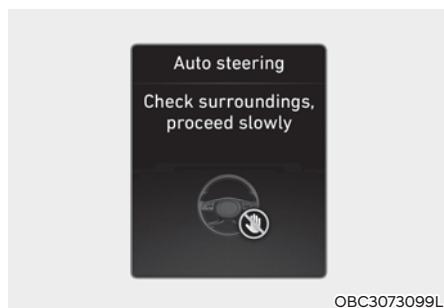 Auto steering
Check surroundings,
proceed slowly
OBC3073099L